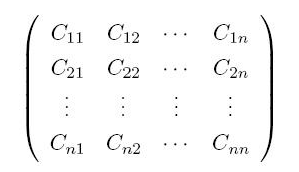 C₁₁ C₁₂ ⋯ C₁ₙ
C₂₁ C₂₂ ⋯ C₂ₙ
⋮ ⋮ ⋮ ⋮
Cₙ₁ Cₙ₂ ⋯ Cₙₙ